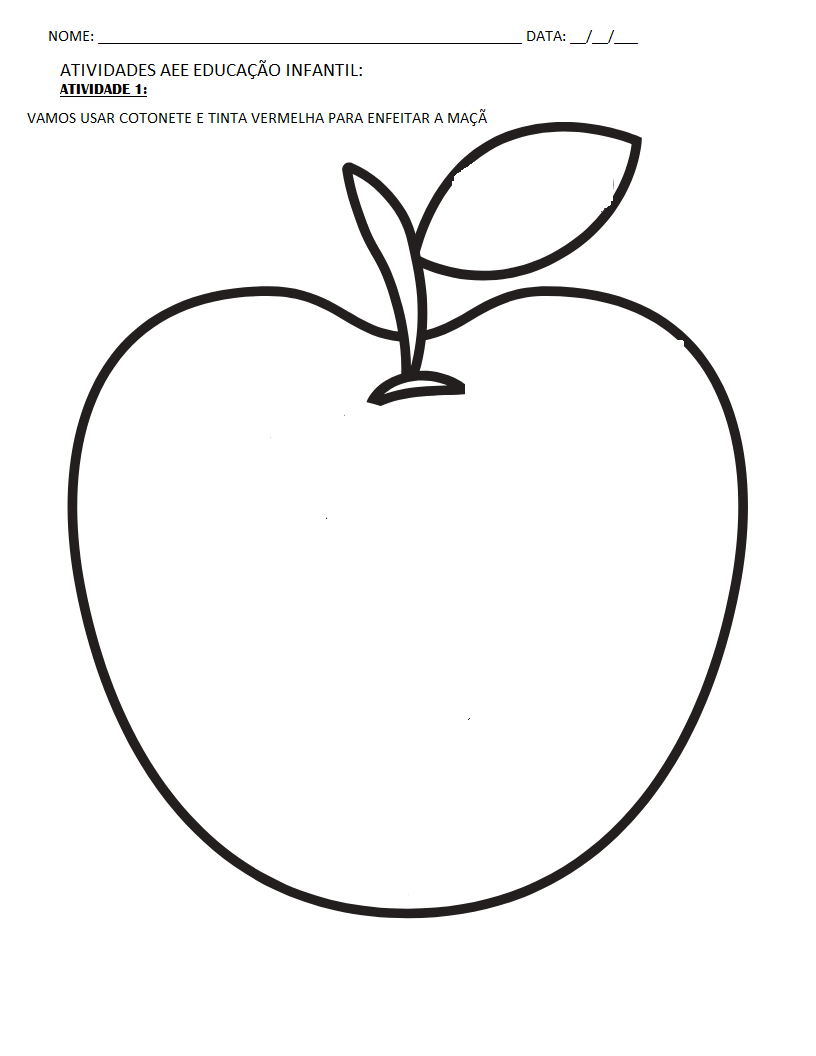 NOME: ______________________________________________________ DATA: __/__/___
ATIVIDADES AEE EDUCAÇÃO INFANTIL:
ATIVIDADE 1:
VAMOS USAR COTONETE E TINTA VERMELHA PARA ENFEITAR A MAÇÃ